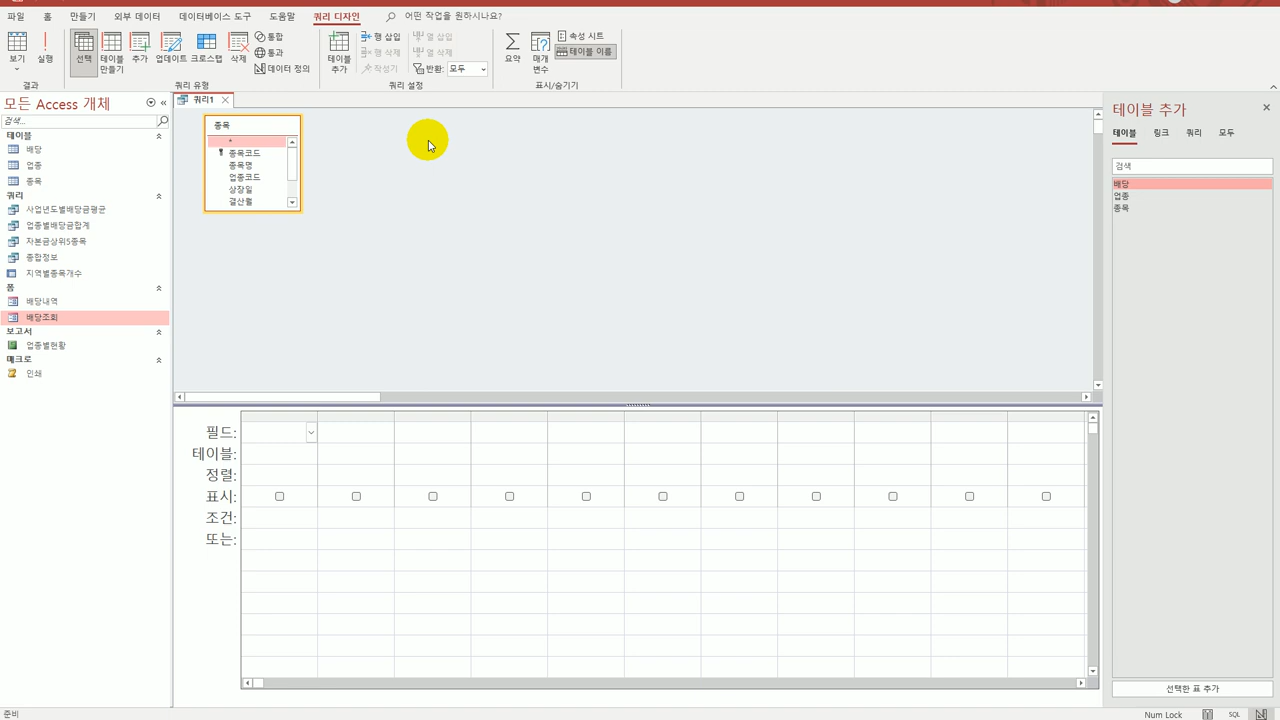 파일 홈 만들기 외부 데이터 데이터베이스 도구 도움말 쿼리 디자인 어떤 작업을 원하시나요?
보기 실행 선택 테이블 만들기 추가 업데이트 크로스탭 삭제 통합 통과 데이터 정의 테이블 추가 행 삽입 행 삭제 작성기 열 삽입 열 삭제 반환: 모두 요약 매개 변수 속성 시트 테이블 이름
결과 쿼리 유형 쿼리 설정 표시/숨기기
모든 Access 개체
검색...
테이블
배당
업종
종목
쿼리
사업년도별배당금평균
업종별배당금합계
자본금상위5종목
종합정보
지역별종목개수
폼
배당내역
배당조회
보고서
업종별현황
매크로
인쇄
쿼리1
종목
*
종목코드
종목명
업종코드
상장일
결산월
필드:
테이블:
정렬:
표시:
조건:
또는:
테이블 추가
테이블 링크 쿼리 모두
검색
배당
업종
종목
선택한 표 추가
준비
Num Lock
SQL